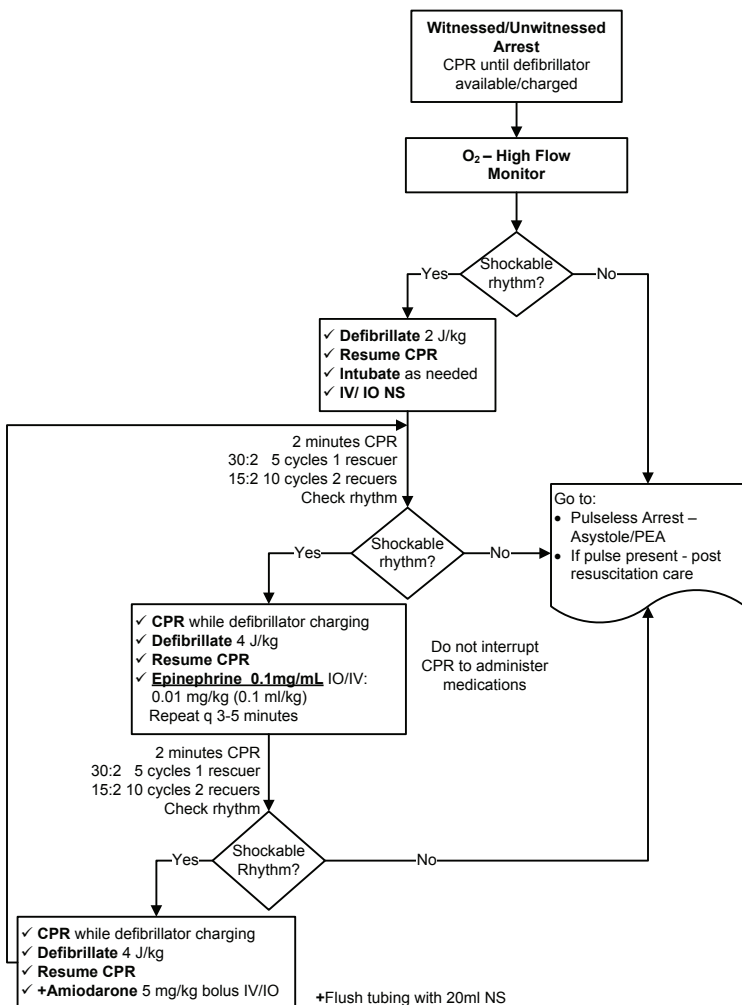 Witnessed/Unwitnessed
Arrest
CPR until defibrillator
available/charged
O₂ – High Flow
Monitor
Shockable
rhythm?
Yes
No
✓ Defibrillate 2 J/kg
✓ Resume CPR
✓ Intubate as needed
✓ IV/ IO NS
2 minutes CPR
30:2 5 cycles 1 rescuer
15:2 10 cycles 2 recuers
Check rhythm
Shockable
rhythm?
Yes
No
Go to:
• Pulseless Arrest –
Asystole/PEA
• If pulse present - post
resuscitation care
✓ CPR while defibrillator charging
✓ Defibrillate 4 J/kg
✓ Resume CPR
✓ Epinephrine 0.1mg/mL IO/IV:
0.01 mg/kg (0.1 ml/kg)
Repeat q 3-5 minutes
Do not interrupt
CPR to administer
medications
2 minutes CPR
30:2 5 cycles 1 rescuer
15:2 10 cycles 2 recuers
Check rhythm
Shockable
Rhythm?
Yes
No
✓ CPR while defibrillator charging
✓ Defibrillate 4 J/kg
✓ Resume CPR
✓ +Amiodarone 5 mg/kg bolus IV/IO
+Flush tubing with 20ml NS